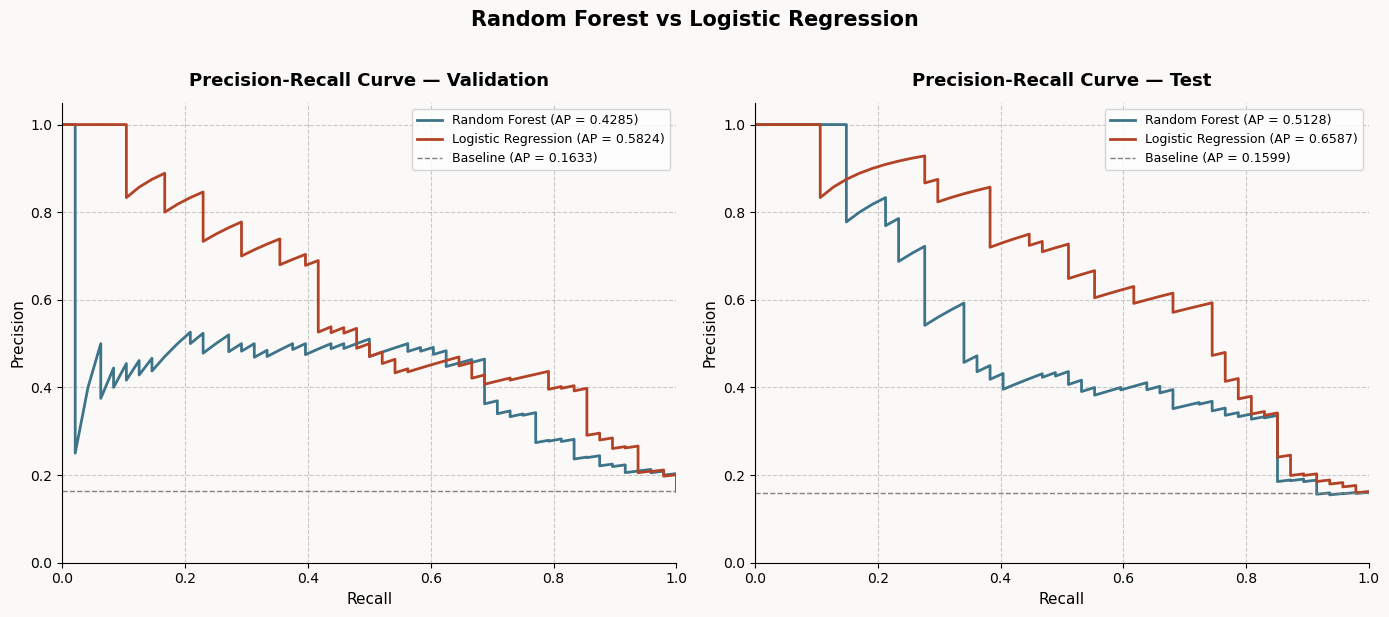 Random Forest vs Logistic Regression
Precision-Recall Curve — Validation
Random Forest (AP = 0.4285)
Logistic Regression (AP = 0.5824)
Baseline (AP = 0.1633)
Precision
1.0
0.8
0.6
0.4
0.2
0.0
0.0 0.2 0.4 0.6 0.8 1.0
Recall
Precision-Recall Curve — Test
Random Forest (AP = 0.5128)
Logistic Regression (AP = 0.6587)
Baseline (AP = 0.1599)
Precision
1.0
0.8
0.6
0.4
0.2
0.0
0.0 0.2 0.4 0.6 0.8 1.0
Recall